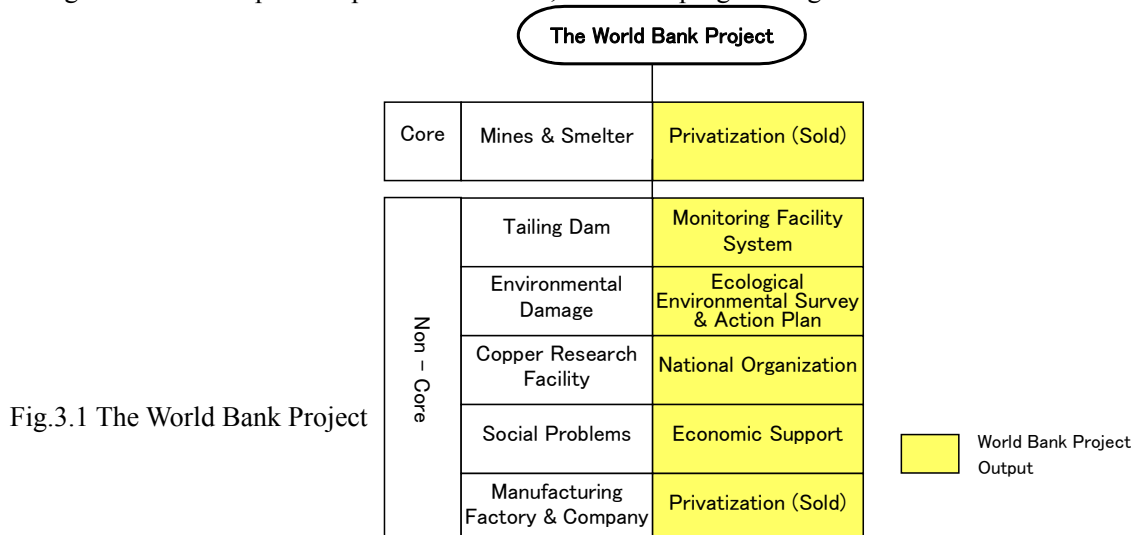 The World Bank Project
Core
Mines & Smelter
Privatization (Sold)
Non - Core
Tailing Dam
Monitoring Facility
System
Environmental
Damage
Ecological
Environmental Survey
& Action Plan
Copper Research
Facility
National Organization
Social Problems
Economic Support
Manufacturing
Factory & Company
Privatization (Sold)
Fig.3.1 The World Bank Project
World Bank Project
Output